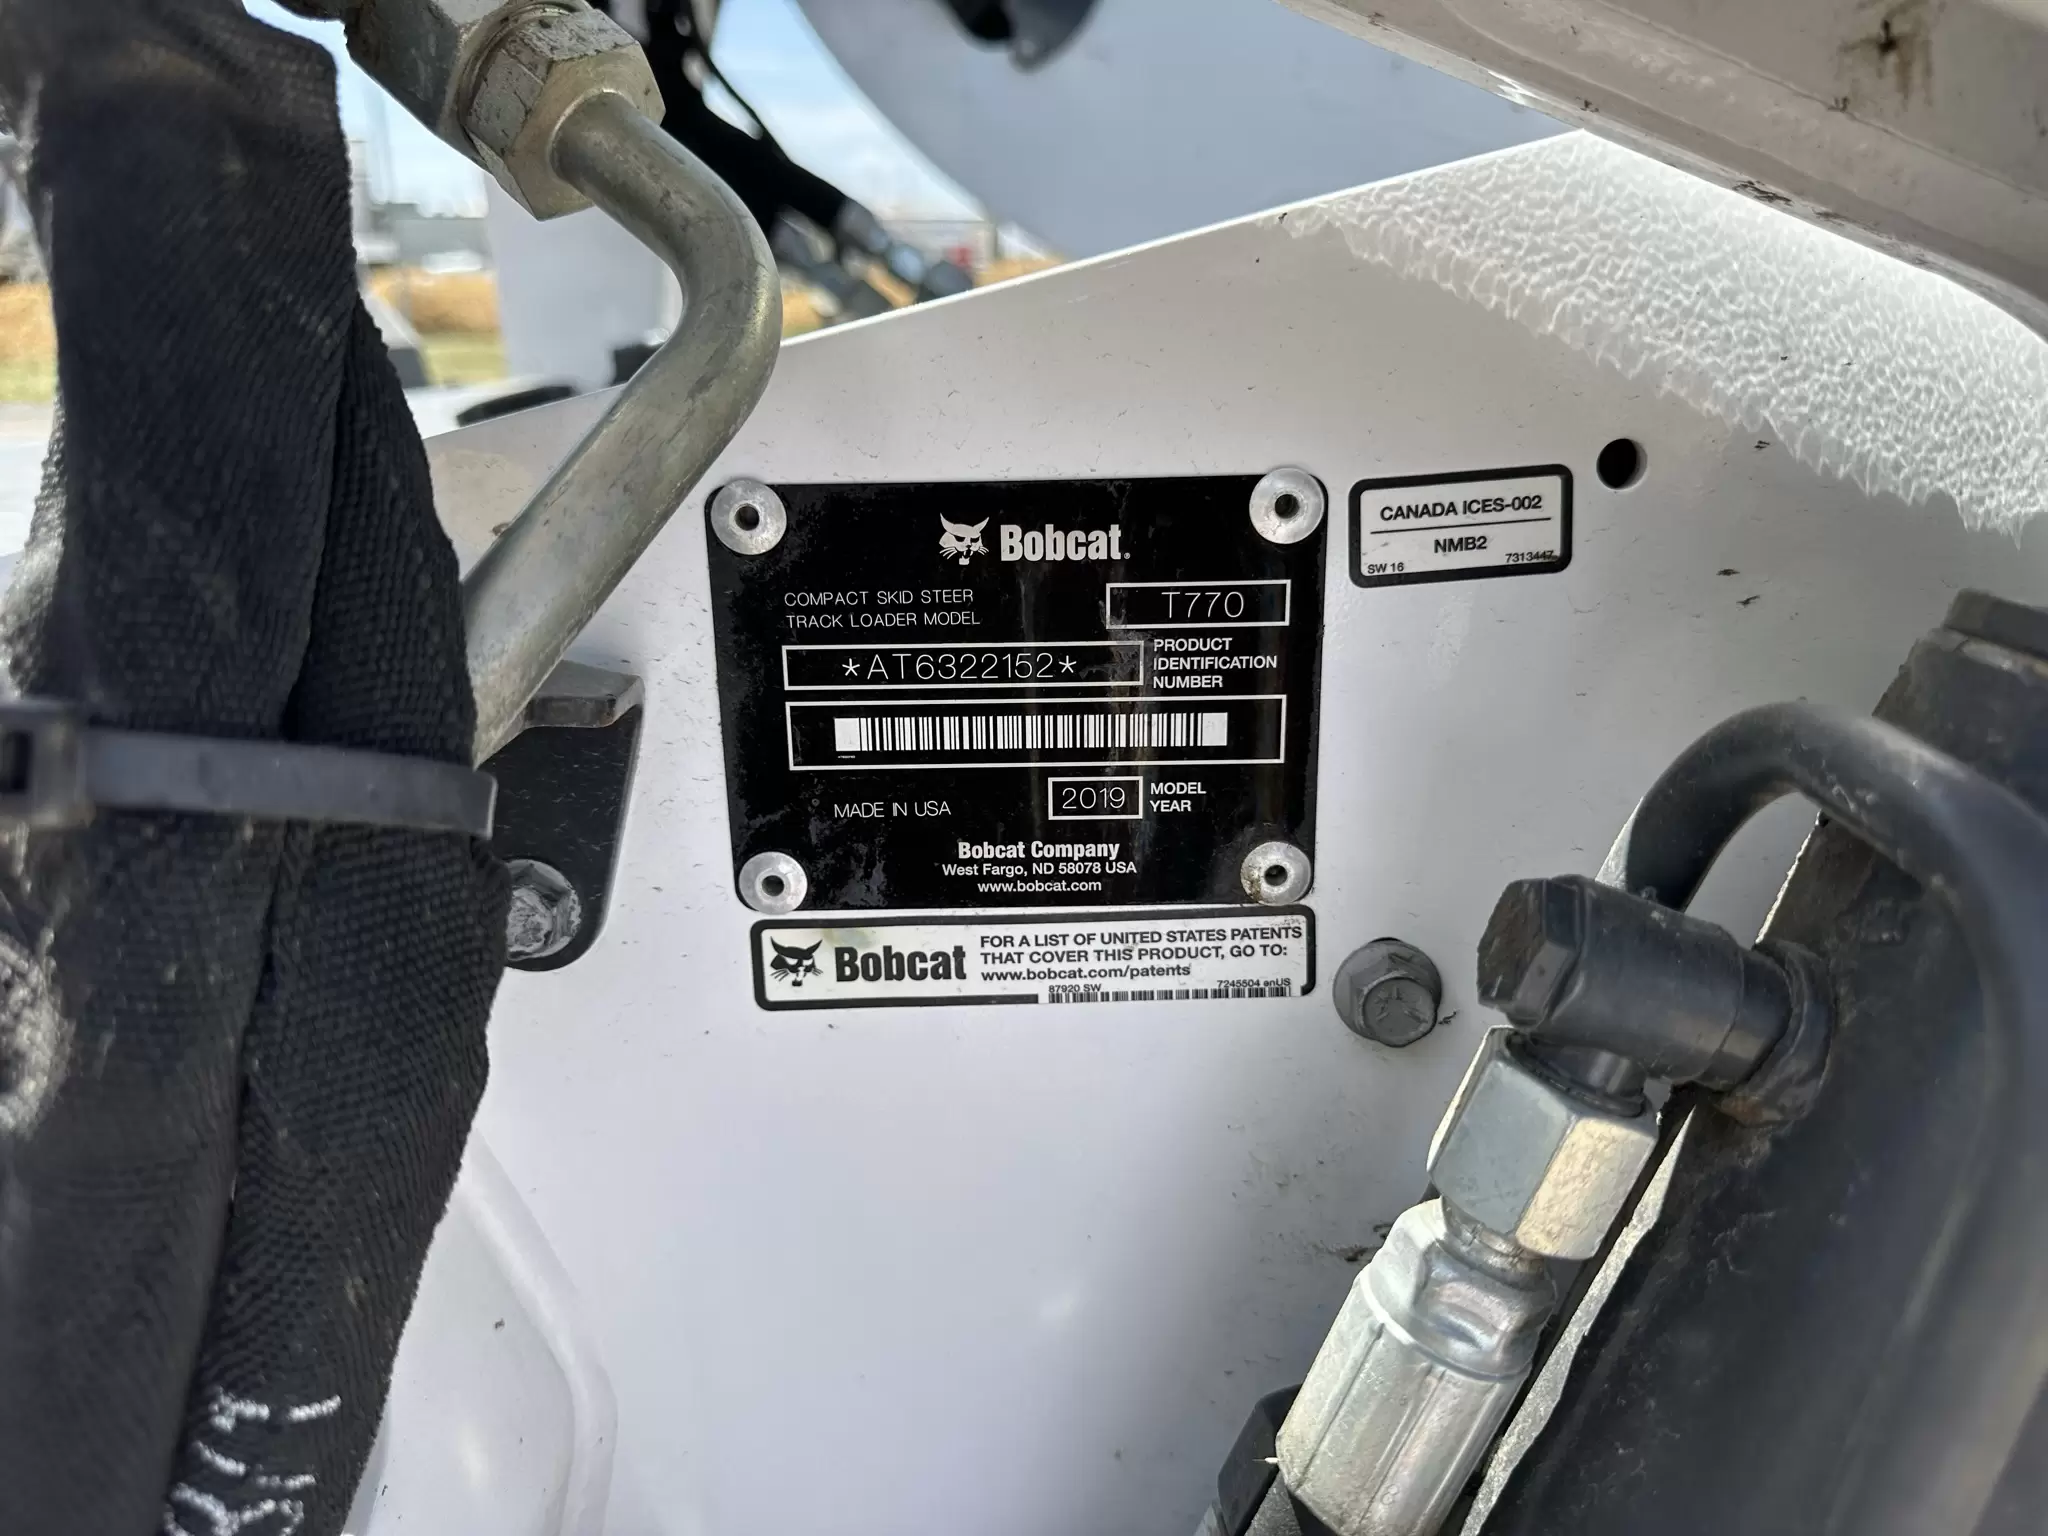 Bobcat®
COMPACT SKID STEER
TRACK LOADER MODEL
T770
*AT6322152*
PRODUCT
IDENTIFICATION
NUMBER
MADE IN USA
2019
MODEL
YEAR
Bobcat Company
West Fargo, ND 58078 USA
www.bobcat.com
CANADA ICES-002
NMB2
SW 16
7313447
Bobcat
FOR A LIST OF UNITED STATES PATENTS
THAT COVER THIS PRODUCT, GO TO:
www.bobcat.com/patents
87920 SW
7245504 enUS